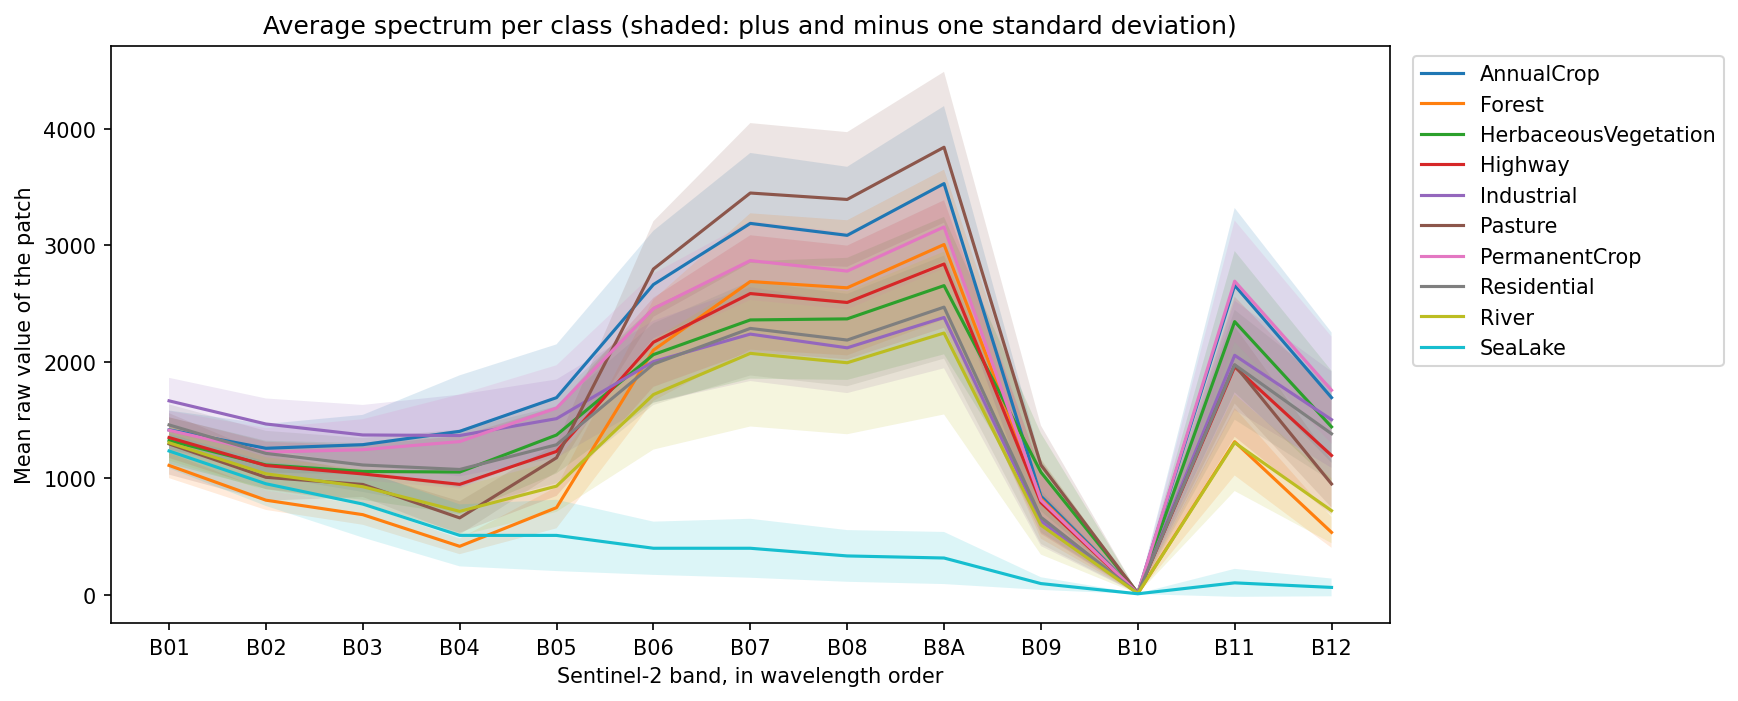 Average spectrum per class (shaded: plus and minus one standard deviation)
Mean raw value of the patch
4000
3000
2000
1000
0
B01 B02 B03 B04 B05 B06 B07 B08 B8A B09 B10 B11 B12
Sentinel-2 band, in wavelength order
AnnualCrop
Forest
HerbaceousVegetation
Highway
Industrial
Pasture
PermanentCrop
Residential
River
SeaLake